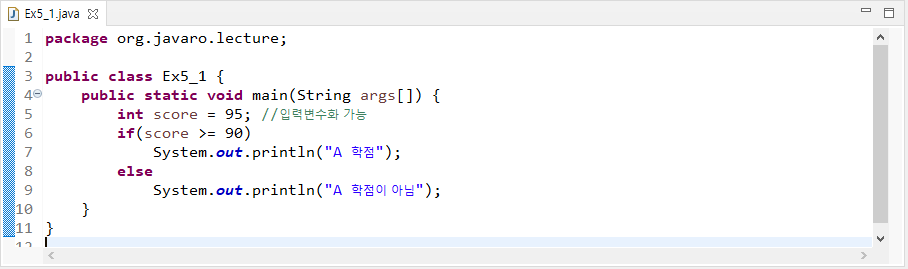 Ex5_1.java
1 package org.javaro.lecture;
2
3 public class Ex5_1 {
4     public static void main(String args[]) {
5         int score = 95; //입력변수화 가능
6         if(score >= 90)
7             System.out.println("A 학점");
8         else
9             System.out.println("A 학점이 아님");
10     }
11 }
12